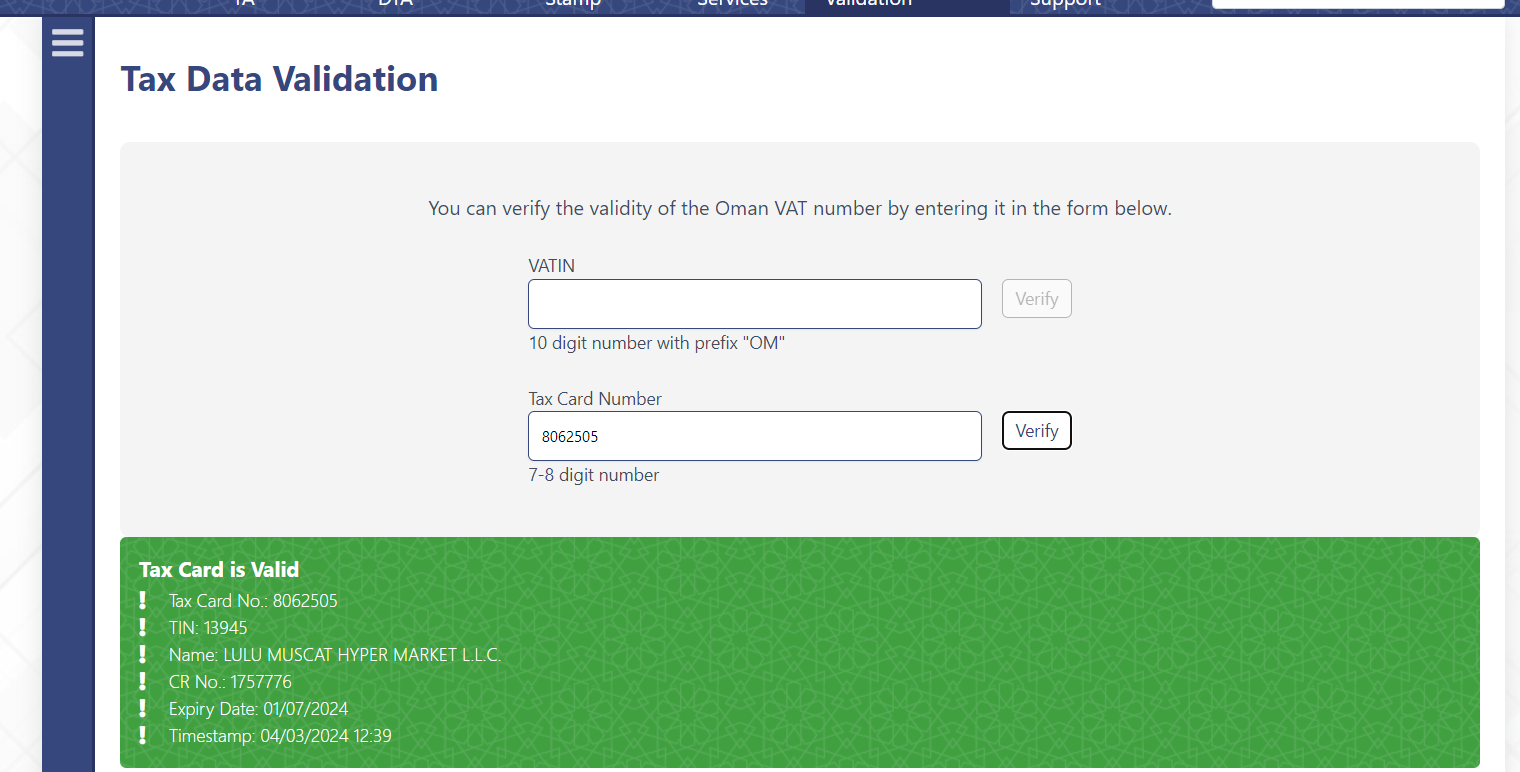 TA DTA Stamp Services Validation Support
Tax Data Validation
You can verify the validity of the Oman VAT number by entering it in the form below.
VATIN
Verify
10 digit number with prefix "OM"
Tax Card Number
8062505
Verify
7-8 digit number
Tax Card is Valid
Tax Card No.: 8062505
TIN: 13945
Name: LULU MUSCAT HYPER MARKET L.L.C.
CR No.: 1757776
Expiry Date: 01/07/2024
Timestamp: 04/03/2024 12:39